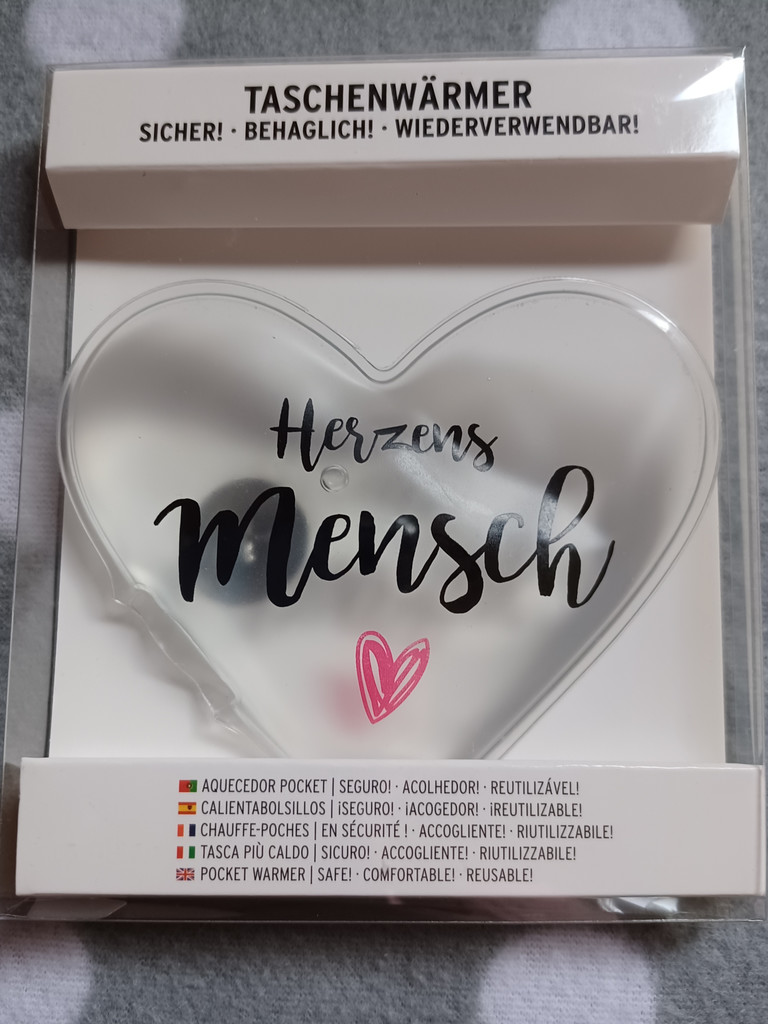 TASCHENWÄRMER
SICHER! · BEHAGLICH! · WIEDERVERWENDBAR!
Herzens
Mensch
AQUECEDOR POCKET | SEGURO! · ACOLHEDOR! · REUTILIZÁVEL!
CALIENTABOLSILLOS | ¡SEGURO! · ¡ACOGEDOR! · ¡REUTILIZABLE!
CHAUFFE-POCHES | EN SÉCURITÉ ! · ACCOGLIENTE! · RIUTILIZZABILE!
TASCA PIÙ CALDO | SICURO! · ACCOGLIENTE! · RIUTILIZZABILE!
POCKET WARMER | SAFE! · COMFORTABLE! · REUSABLE!